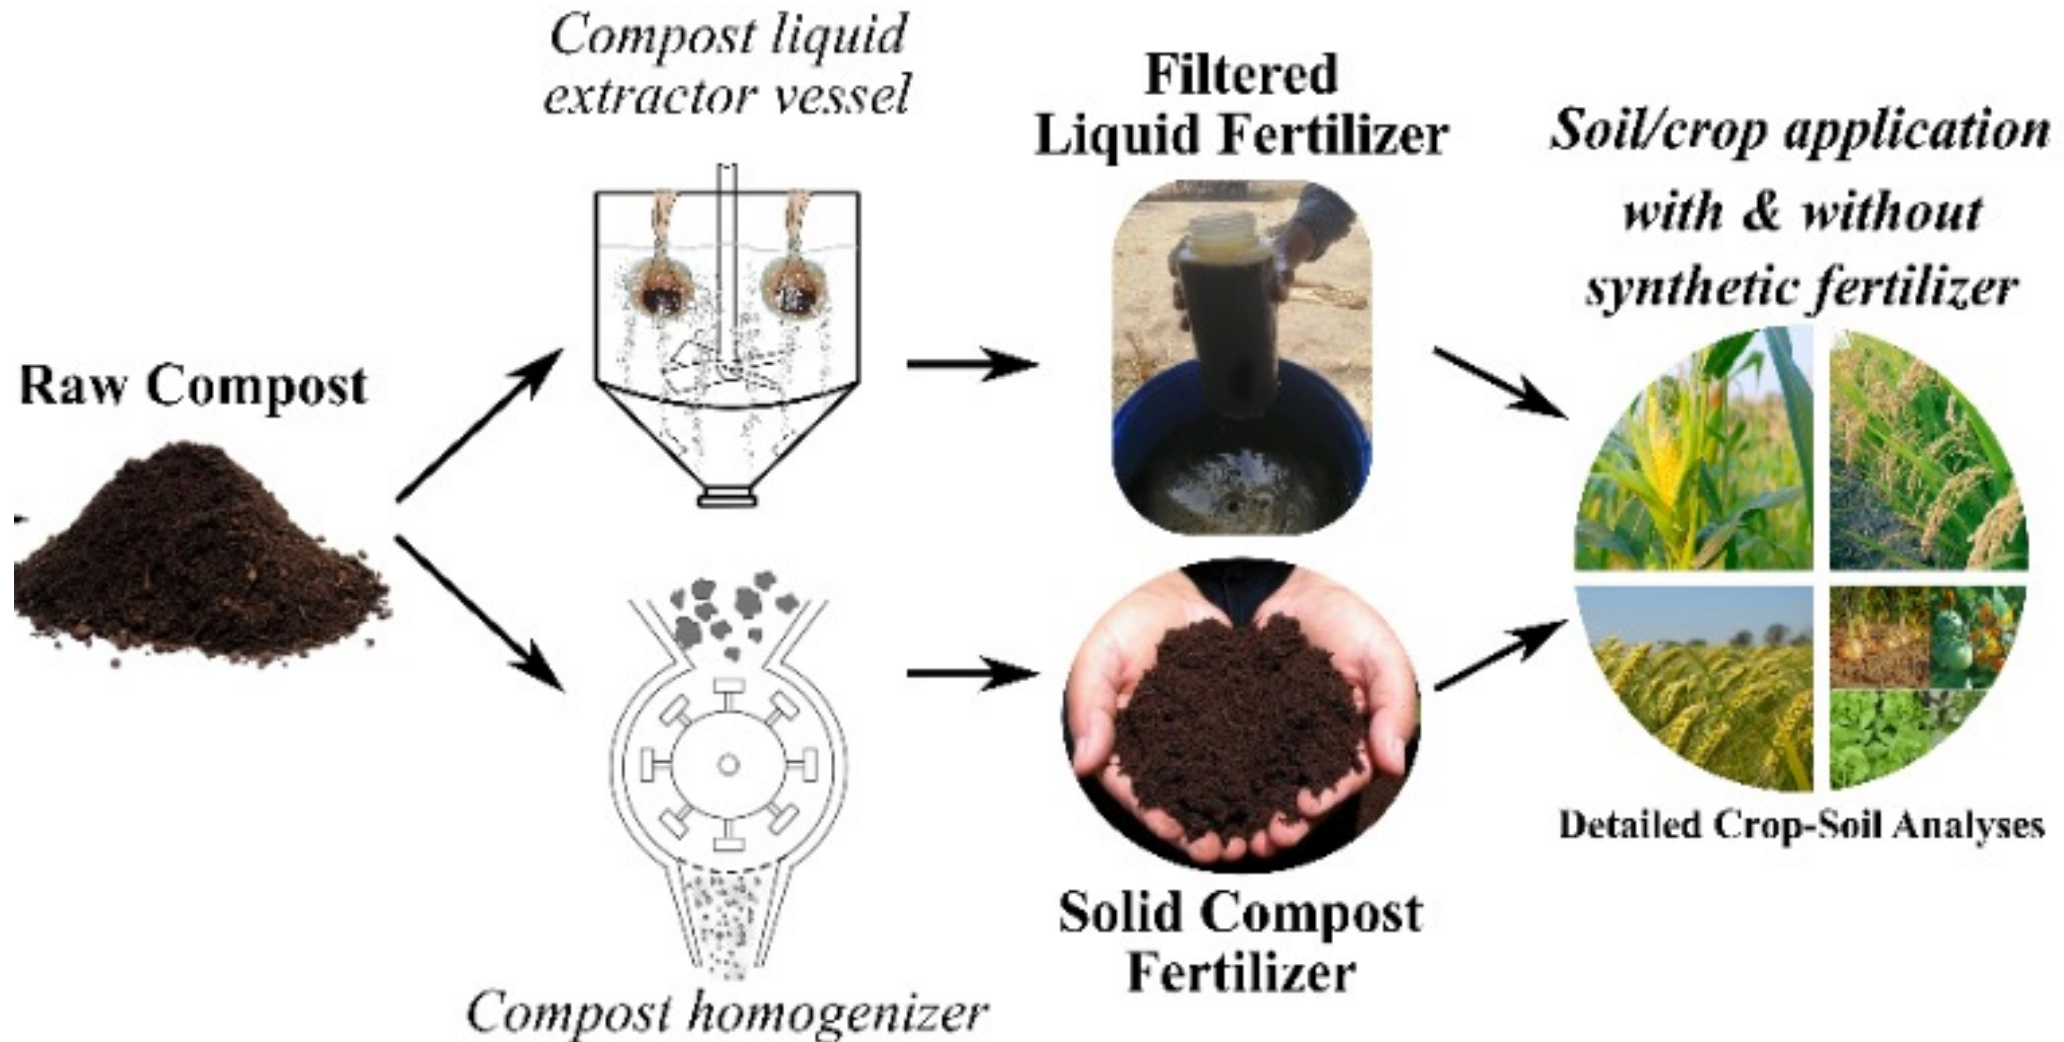 Compost liquid
extractor vessel
Filtered
Liquid Fertilizer
Soil/crop application
with & without
synthetic fertilizer
Raw Compost
Detailed Crop-Soil Analyses
Solid Compost
Fertilizer
Compost homogenizer